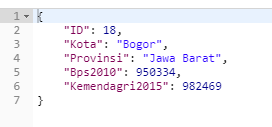 1 {
2 "ID": 18,
3 "Kota": "Bogor",
4 "Provinsi": "Jawa Barat",
5 "Bps2010": 950334,
6 "Kemendagri2015": 982469
7 }